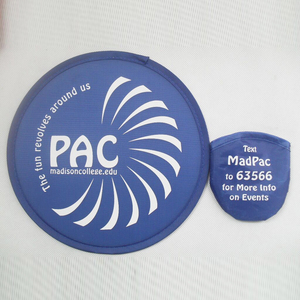 The fun revolves around us
PAC
madisoncollege.edu
Text
MadPac
to 63566
for More Info
on Events